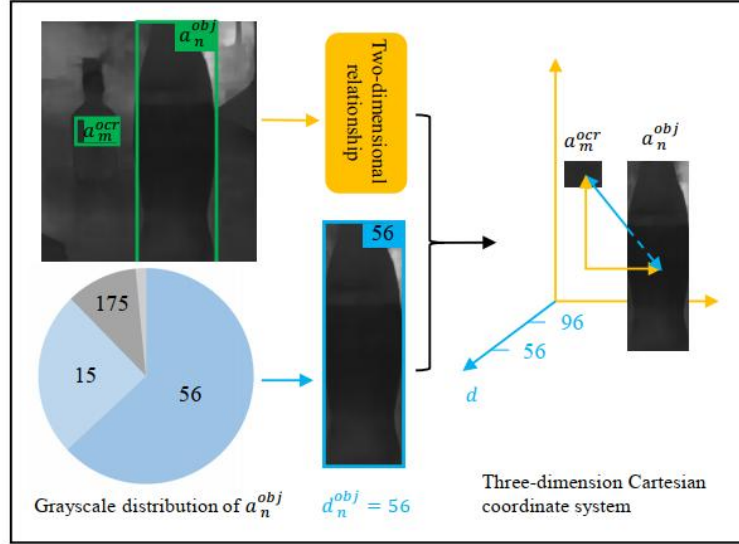 a_n^obj
a_m^ocr
Two-dimensional
relationship
a_m^ocr
a_n^obj
56
175
15
56
96
56
d
Grayscale distribution of a_n^obj
d_n^obj = 56
Three-dimension Cartesian
coordinate system